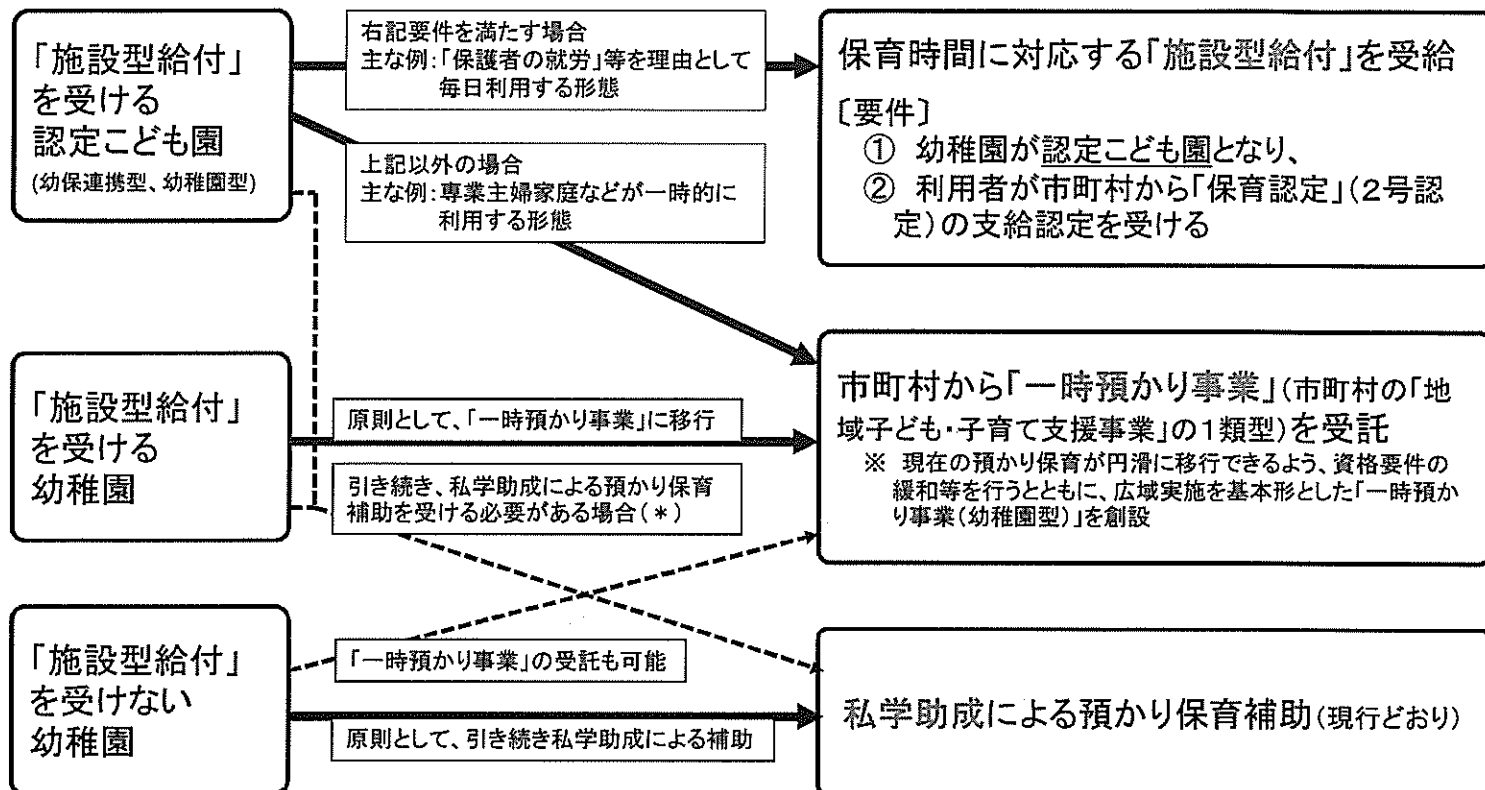 「施設型給付」
を受ける
認定こども園
(幼保連携型、幼稚園型)
右記要件を満たす場合
主な例:「保護者の就労」等を理由として
毎日利用する形態
上記以外の場合
主な例:専業主婦家庭などが一時的に
利用する形態
保育時間に対応する「施設型給付」を受給
〔要件〕
① 幼稚園が認定こども園となり、
② 利用者が市町村から「保育認定」(2号認
定)の支給認定を受ける
「施設型給付」
を受ける
幼稚園
原則として、「一時預かり事業」に移行
引き続き、私学助成による預かり保育
補助を受ける必要がある場合(*)
市町村から「一時預かり事業」(市町村の「地
域子ども・子育て支援事業」の1類型)を受託
※ 現在の預かり保育が円滑に移行できるよう、資格要件の
緩和等を行うとともに、広域実施を基本形とした「一時預か
り事業(幼稚園型)」を創設
「施設型給付」
を受けない
幼稚園
「一時預かり事業」の受託も可能
原則として、引き続き私学助成による補助
私学助成による預かり保育補助(現行どおり)